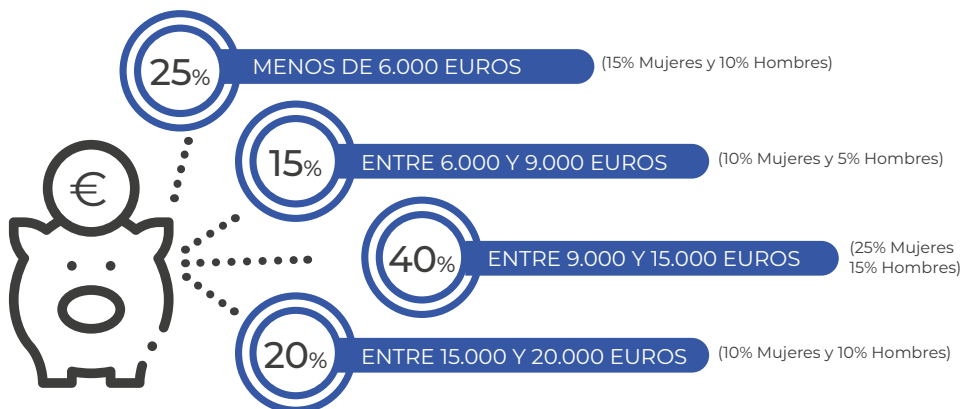 25% MENOS DE 6.000 EUROS (15% Mujeres y 10% Hombres)
€
15% ENTRE 6.000 Y 9.000 EUROS (10% Mujeres y 5% Hombres)
40% ENTRE 9.000 Y 15.000 EUROS (25% Mujeres
15% Hombres)
20% ENTRE 15.000 Y 20.000 EUROS (10% Mujeres y 10% Hombres)